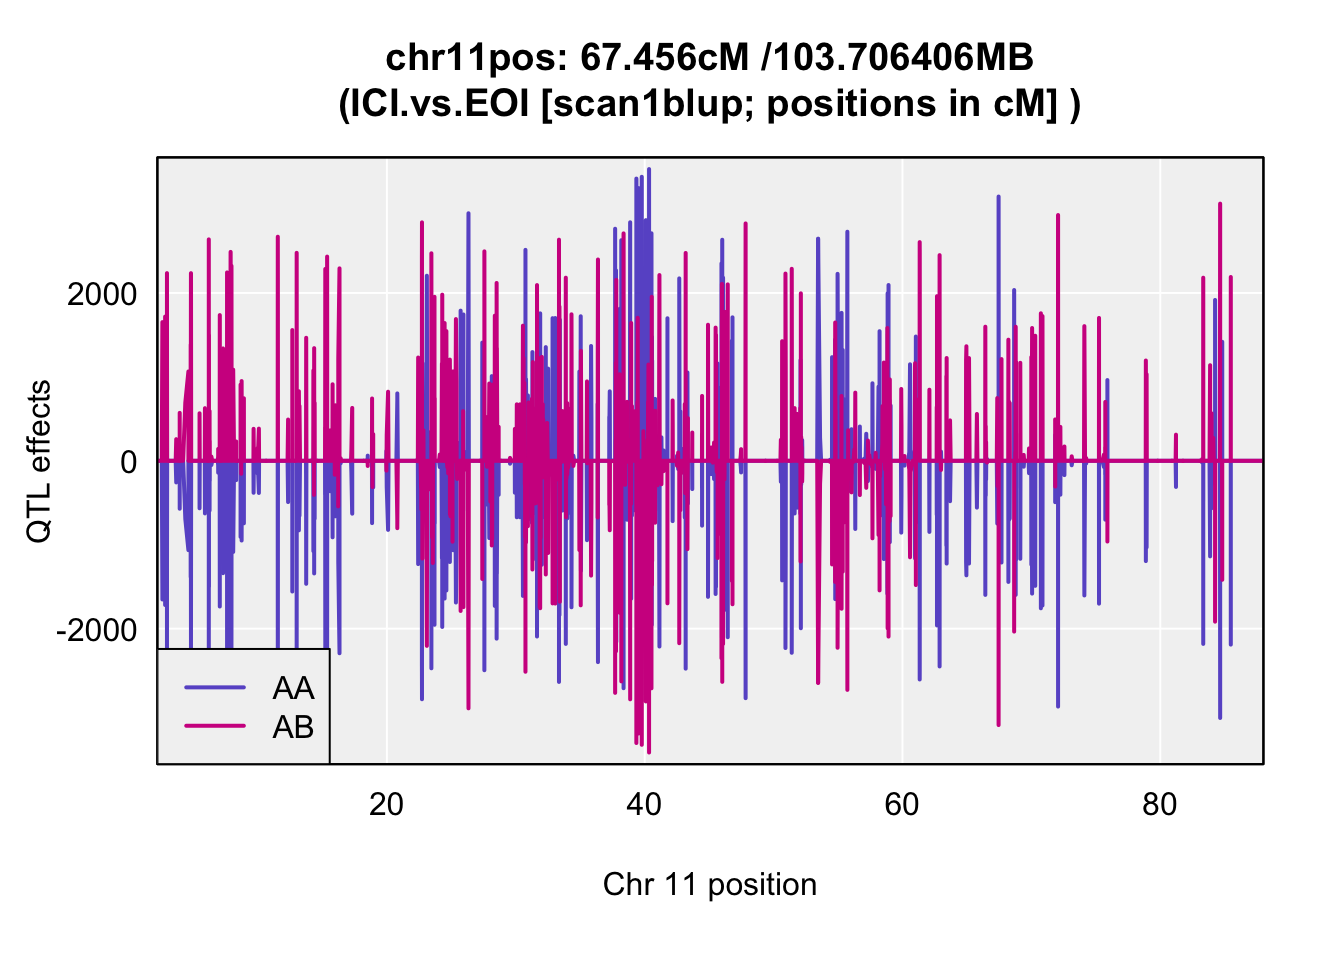 chr11pos: 67.456cM /103.706406MB
(ICI.vs.EOI [scan1blup; positions in cM] )
QTL effects
2000
0
-2000
AA
AB
20 40 60 80
Chr 11 position